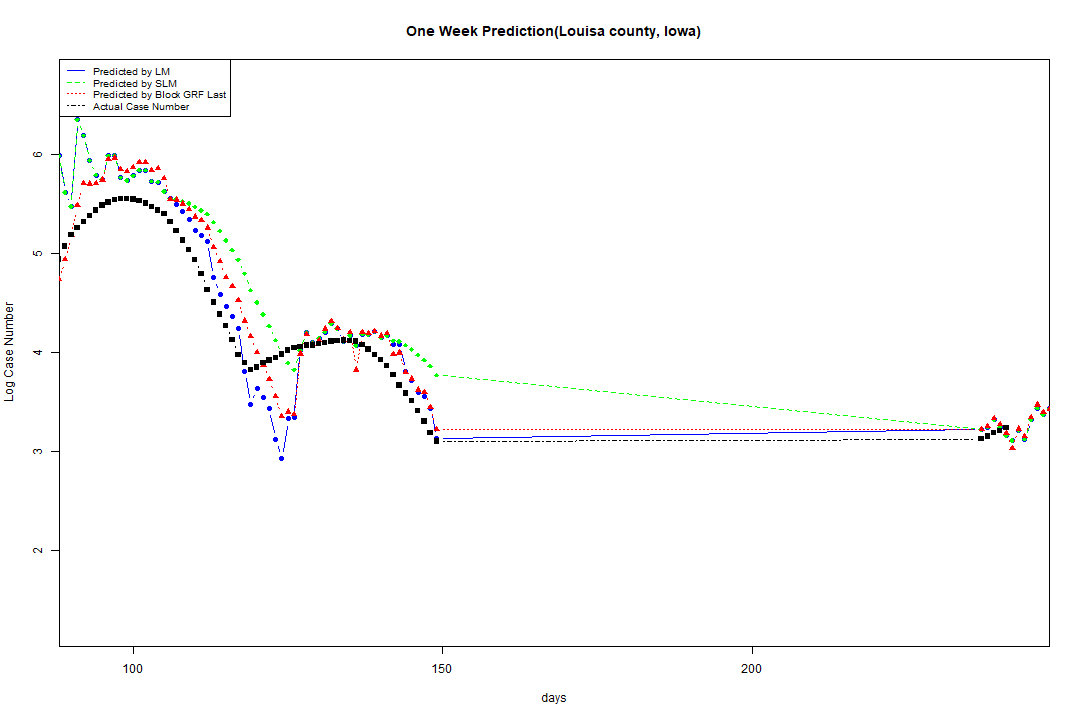 One Week Prediction(Louisa county, Iowa)
Predicted by LM
Predicted by SLM
Predicted by Block GRF Last
Actual Case Number
6
5
4
3
2
Log Case Number
100
150
200
days